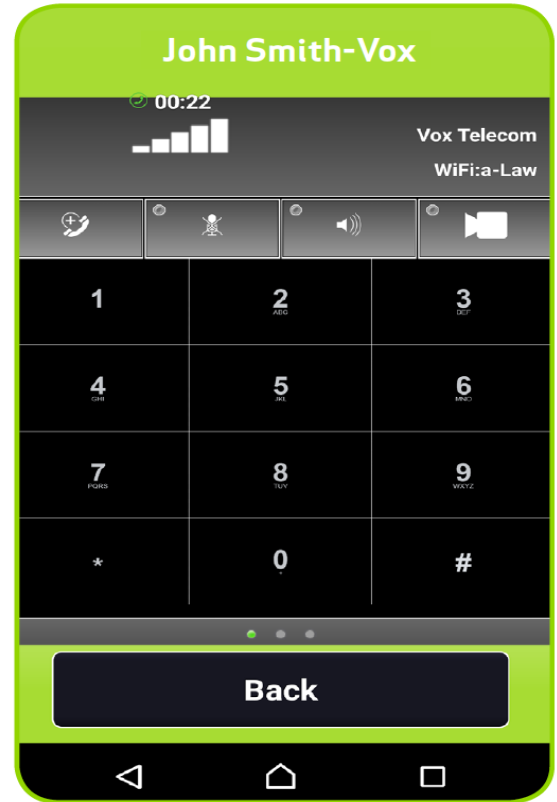 John Smith-Vox
00:22
Vox Telecom
WiFi:a-Law
1 2 3
ABC DEF
4 5 6
GHI JKL MNO
7 8 9
PQRS TUV WXYZ
* 0 #
+
Back